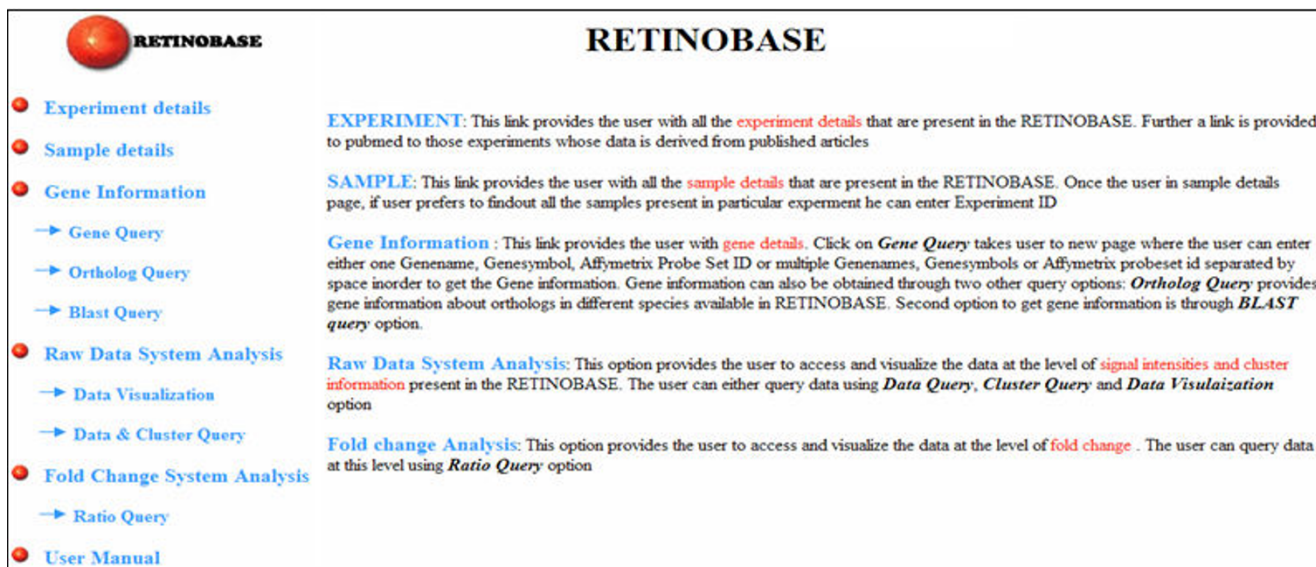 RETINOBASE
RETINOBASE
Experiment details
Sample details
Gene Information
Gene Query
Ortholog Query
Blast Query
Raw Data System Analysis
Data Visualization
Data & Cluster Query
Fold Change System Analysis
Ratio Query
User Manual
EXPERIMENT: This link provides the user with all the experiment details that are present in the RETINOBASE. Further a link is provided
to pubmed to those experiments whose data is derived from published articles
SAMPLE: This link provides the user with all the sample details that are present in the RETINOBASE. Once the user in sample details
page, if user prefers to findout all the samples present in particular experment he can enter Experiment ID
Gene Information : This link provides the user with gene details. Click on Gene Query takes user to new page where the user can enter
either one Genename, Genesymbol, Affymetrix Probe Set ID or multiple Genenames, Genesymbols or Affymetrix probeset id separated by
space inorder to get the Gene information. Gene information can also be obtained through two other query options: Ortholog Query provides
gene information about orthologs in different species available in RETINOBASE. Second option to get gene information is through BLAST
query option.
Raw Data System Analysis: This option provides the user to access and visualize the data at the level of signal intensities and cluster
information present in the RETINOBASE. The user can either query data using Data Query, Cluster Query and Data Visulaization
option
Fold change Analysis: This option provides the user to access and visualize the data at the level of fold change . The user can query data
at this level using Ratio Query option